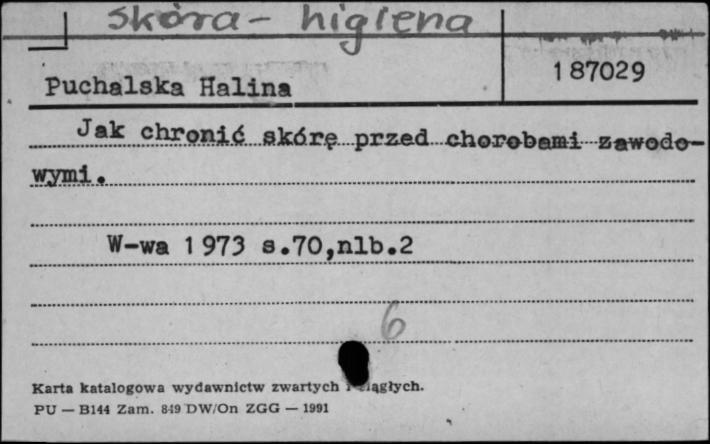 skóra - higiena
187029
Puchalska Halina
Jak chronić skórę przed chorobami zawodo-
wymi.
W-wa 1973 s.70,nlb.2
6
Karta katalogowa wydawnictw zwartych i ciągłych.
PU — B144 Zam. 849 DW/On ZGG — 1991